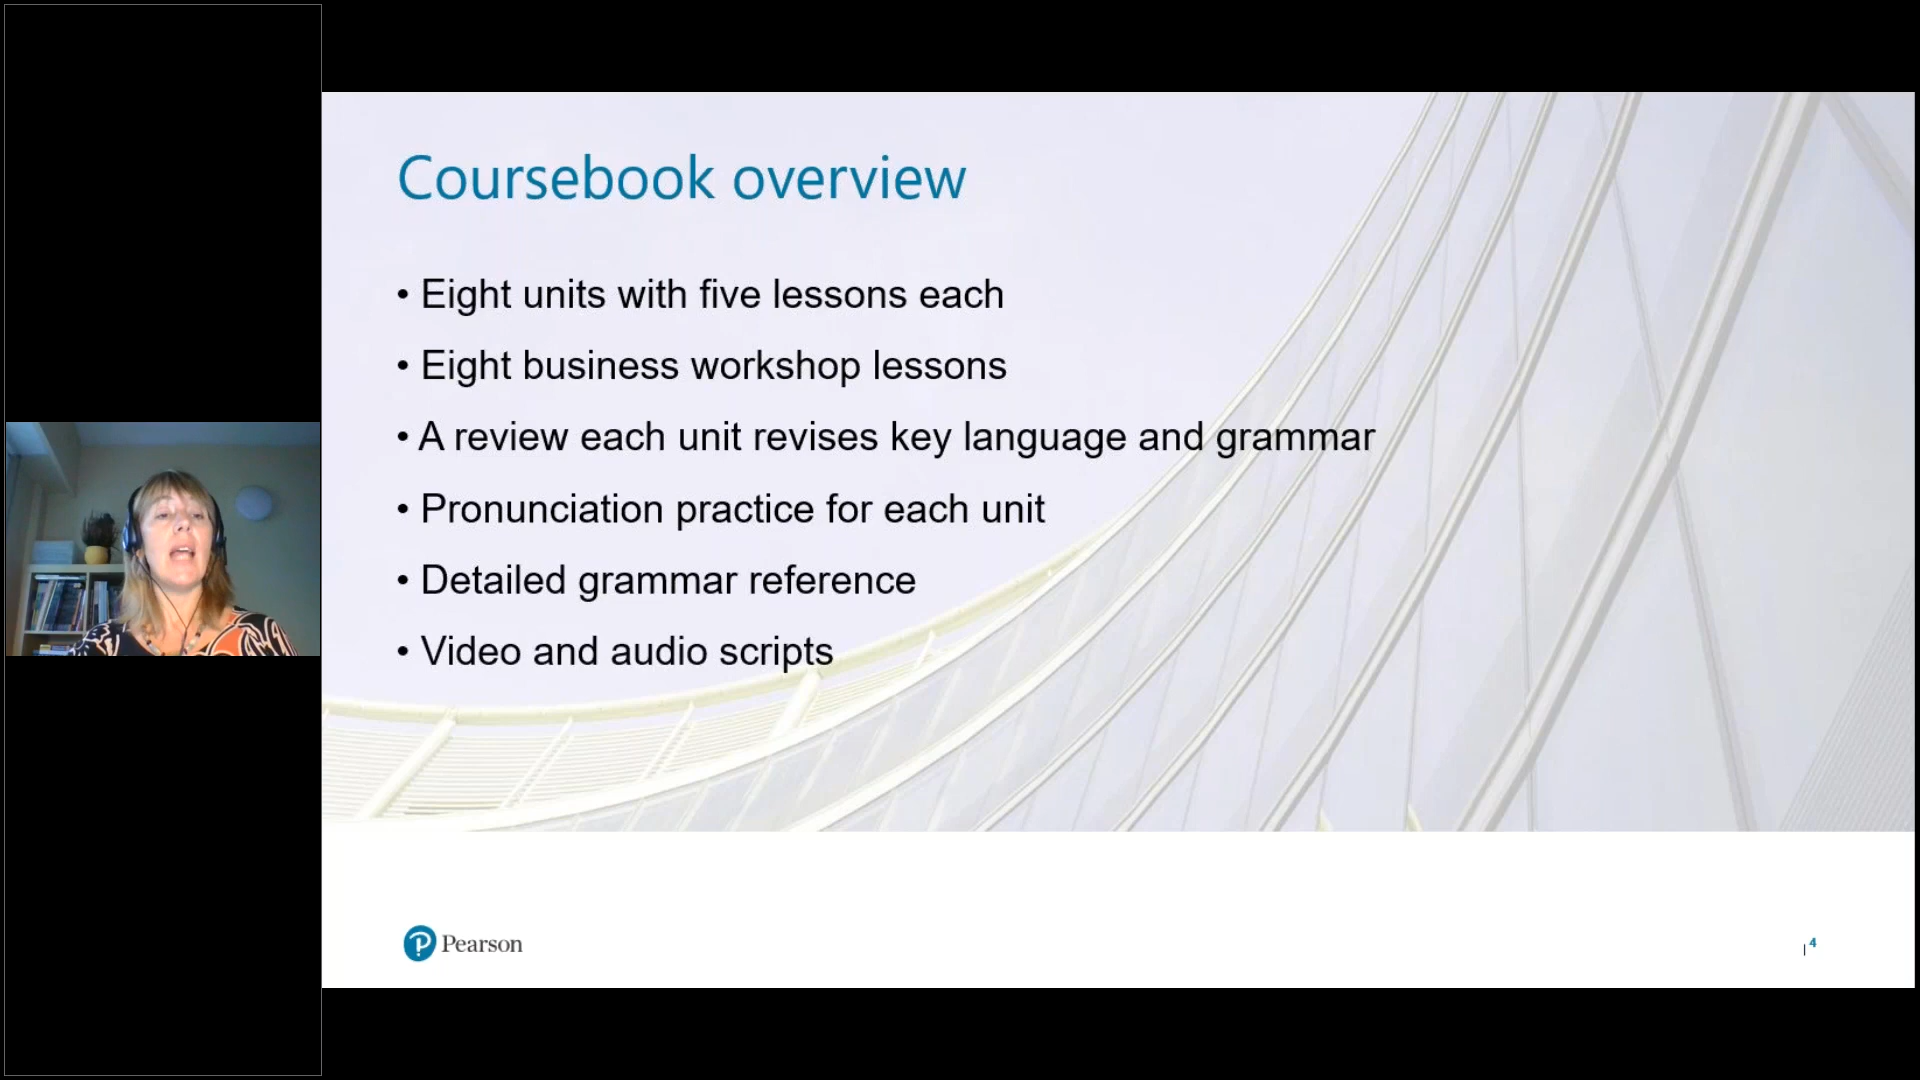 Coursebook overview
• Eight units with five lessons each
• Eight business workshop lessons
• A review each unit revises key language and grammar
• Pronunciation practice for each unit
• Detailed grammar reference
• Video and audio scripts
Pearson
| 4